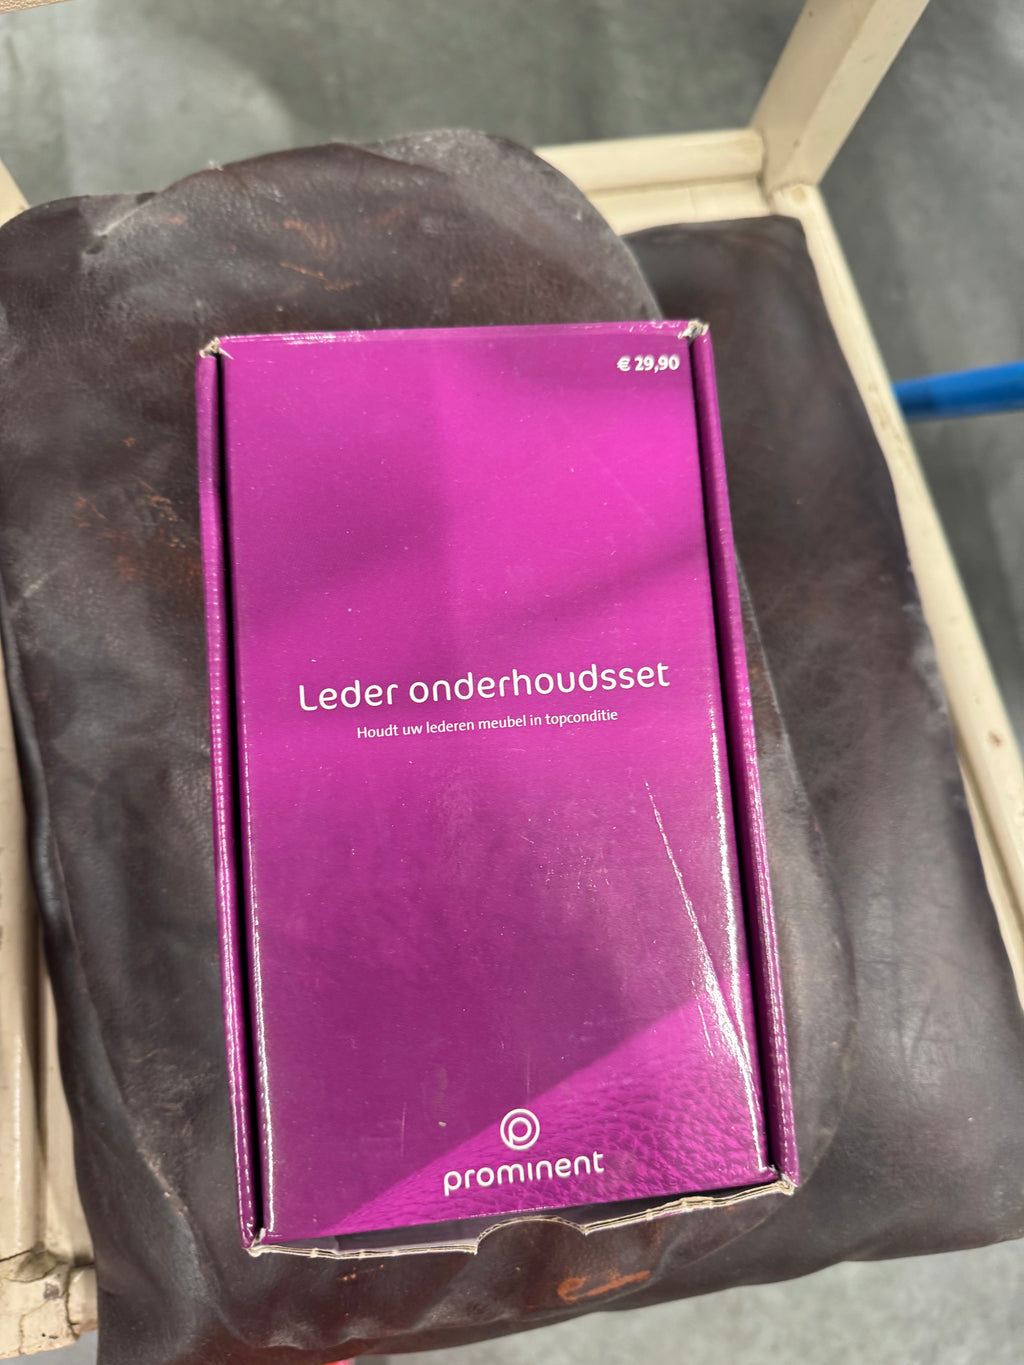 € 29,90
Leder onderhoudsset
Houdt uw lederen meubel in topconditie
prominent